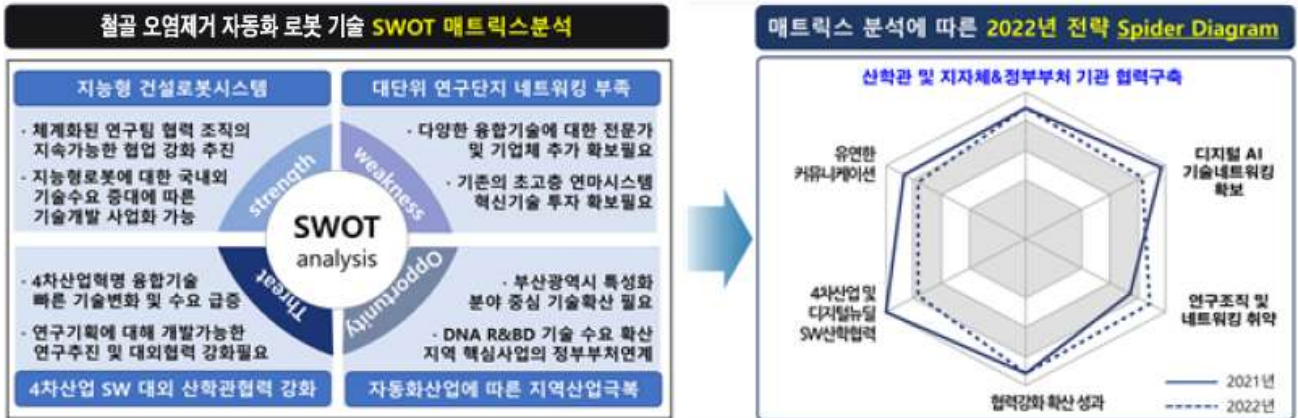 철골 오염제거 자동화 로봇 기술 SWOT 매트릭스분석
지능형 건설로봇시스템
· 체계화된 연구팀 협력 조직의
지속가능한 협업 강화 추진
· 지능형로봇에 대한 국내외
기술수요 증대에 따른
기술개발 사업화 가능
대단위 연구단지 네트워킹 부족
· 다양한 융합기술에 대한 전문가
및 기업체 추가 확보필요
· 기존의 초고층 연마시스템
혁신기술 투자 확보필요
strength
weakness
SWOT
analysis
Threat
Opportunity
· 4차산업혁명 융합기술
빠른 기술변화 및 수요 급증
· 연구기획에 대해 개발가능한
연구추진 및 대외협력 강화필요
4차산업 SW 대외 산학관협력 강화
· 부산광역시 특성화
분야 중심 기술확산 필요
· DNA R&BD 기술 수요 확산
지역 핵심사업의 정부부처연계
자동화산업에 따른 지역산업극복
매트릭스 분석에 따른 2022년 전략 Spider Diagram
산학관 및 지자체&정부부처 기관 협력구축
유연한
커뮤니케이션
디지털 AI
기술네트워킹
확보
4차산업 및
디지털뉴딜
SW산학협력
연구조직 및
네트워킹 취약
협력강화 확산 성과
2021년
2022년